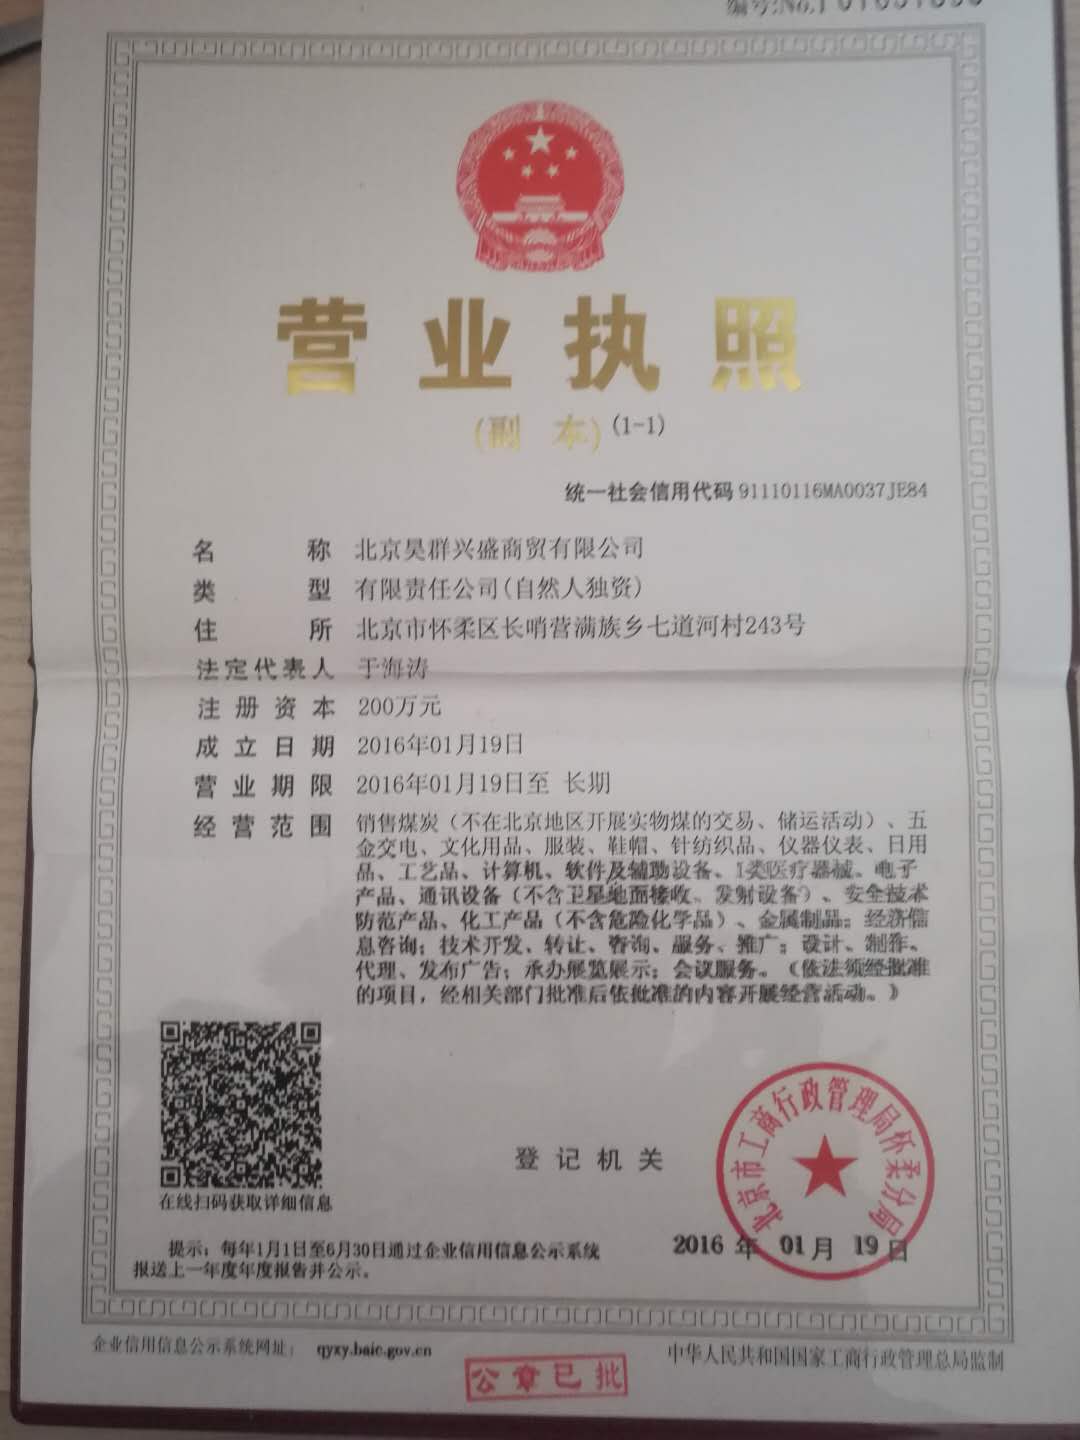 编号:No.
营业执照
(副 本)(1-1)
统一社会信用代码 91110116MA0037JE84
名称 北京昊群兴盛商贸有限公司
类型 有限责任公司(自然人独资)
住所 北京市怀柔区长哨营满族乡七道河村243号
法定代表人 于海涛
注册资本 200万元
成立日期 2016年01月19日
营业期限 2016年01月19日至 长期
经营范围 销售煤炭（不在北京地区开展实物煤的交易、储运活动）、五
金交电、文化用品、服装、鞋帽、针纺织品、仪器仪表、日用
品、工艺品、计算机、软件及辅助设备、I类医疗器械、电子
产品、通讯设备（不含卫星地面接收、发射设备）、安全技术
防范产品、化工产品（不含危险化学品）、金属制品；经济信
息咨询；技术开发、转让、咨询、服务、推广；设计、制作、
代理、发布广告；承办展览展示；会议服务。（依法须经批准
的项目，经相关部门批准后依批准的内容开展经营活动。）
在线扫码获取详细信息
登记机关
北京市工商行政管理局怀柔分局
2016 年 01 月 19 日
提示：每年1月1日至6月30日通过企业信用信息公示系统
报送上一年度年度报告并公示。
企业信用信息公示系统网址： qyxy.baic.gov.cn
中华人民共和国国家工商行政管理总局监制
公章已批